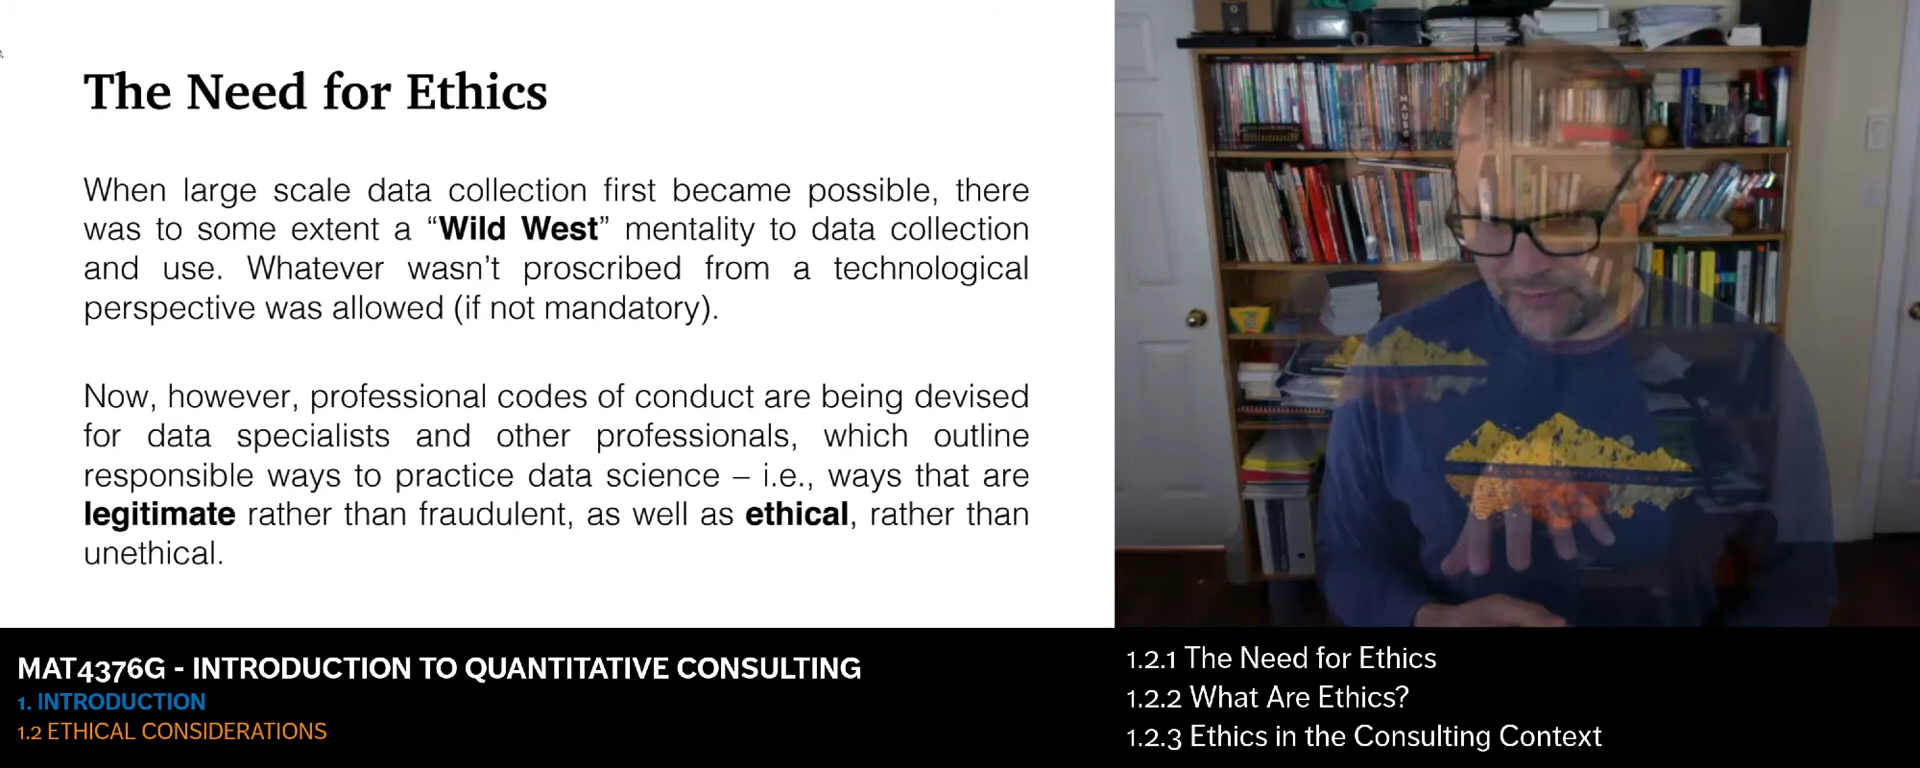 The Need for Ethics
When large scale data collection first became possible, there
was to some extent a “Wild West” mentality to data collection
and use. Whatever wasn’t proscribed from a technological
perspective was allowed (if not mandatory).
Now, however, professional codes of conduct are being devised
for data specialists and other professionals, which outline
responsible ways to practice data science – i.e., ways that are
legitimate rather than fraudulent, as well as ethical, rather than
unethical.
MAT4376G - INTRODUCTION TO QUANTITATIVE CONSULTING
1. INTRODUCTION
1.2 ETHICAL CONSIDERATIONS
1.2.1 The Need for Ethics
1.2.2 What Are Ethics?
1.2.3 Ethics in the Consulting Context